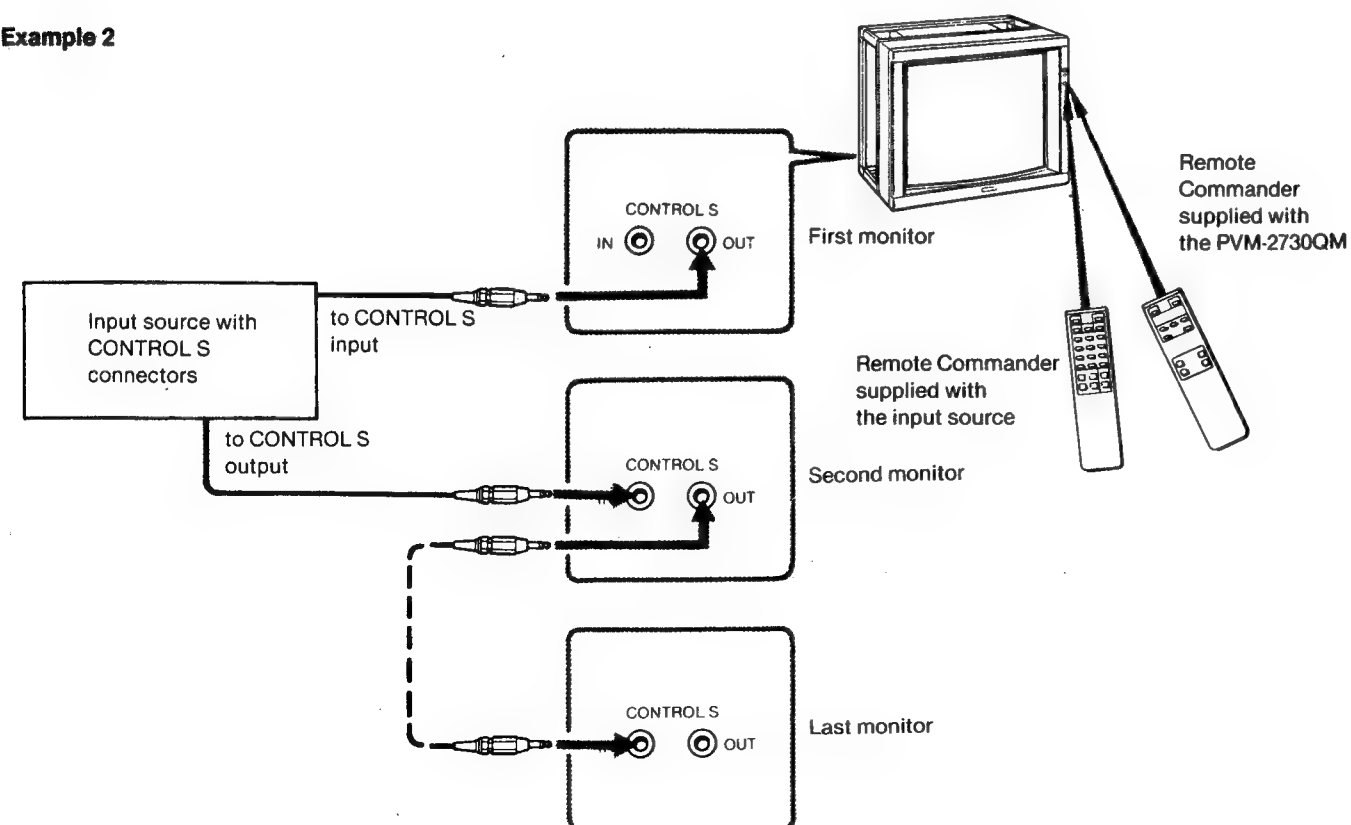 Example 2
CONTROL S
IN
OUT
First monitor
Remote
Commander
supplied with
the PVM-2730QM
Input source with
CONTROL S
connectors
to CONTROL S
input
Remote Commander
supplied with
the input source
to CONTROL S
output
CONTROL S
OUT
Second monitor
CONTROL S
OUT
Last monitor